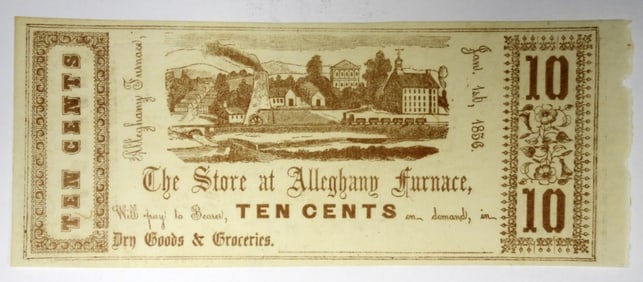 TEN CENTS
Alleghany Furnace,
Jan'. 1st, 1856.
10
The Store at Alleghany Furnace,
Will pay to Bearer, TEN CENTS on demand, in
Dry Goods & Groceries.
10